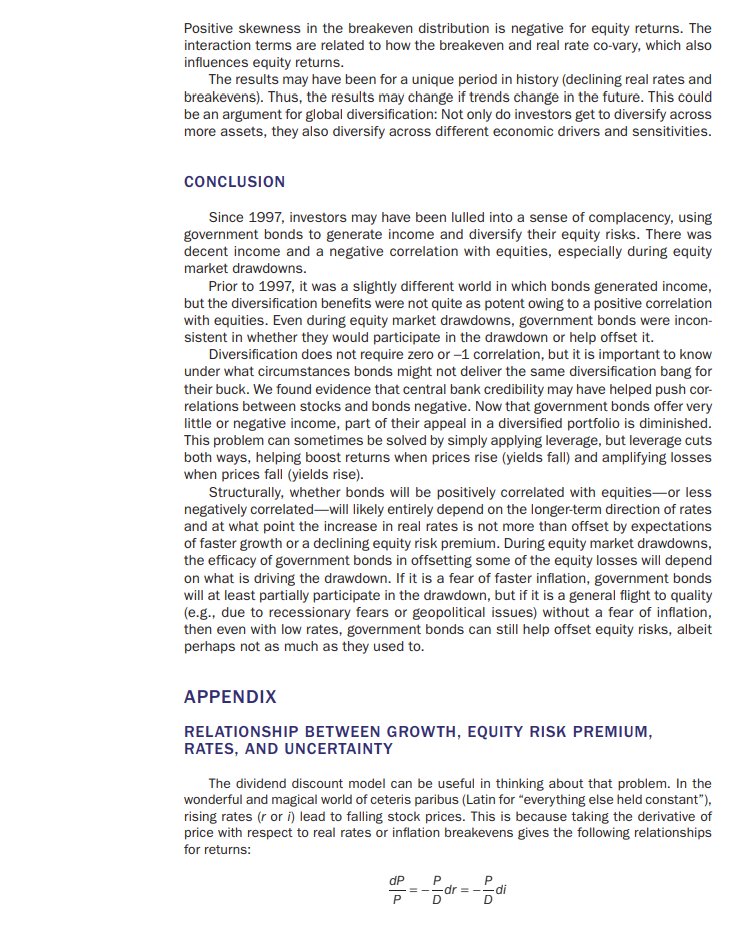 Positive skewness in the breakeven distribution is negative for equity returns. The
interaction terms are related to how the breakeven and real rate co-vary, which also
influences equity returns.
The results may have been for a unique period in history (declining real rates and
breakevens). Thus, the results may change if trends change in the future. This could
be an argument for global diversification: Not only do investors get to diversify across
more assets, they also diversify across different economic drivers and sensitivities.
CONCLUSION
Since 1997, investors may have been lulled into a sense of complacency, using
government bonds to generate income and diversify their equity risks. There was
decent income and a negative correlation with equities, especially during equity
market drawdowns.
Prior to 1997, it was a slightly different world in which bonds generated income,
but the diversification benefits were not quite as potent owing to a positive correlation
with equities. Even during equity market drawdowns, government bonds were incon-
sistent in whether they would participate in the drawdown or help offset it.
Diversification does not require zero or –1 correlation, but it is important to know
under what circumstances bonds might not deliver the same diversification bang for
their buck. We found evidence that central bank credibility may have helped push cor-
relations between stocks and bonds negative. Now that government bonds offer very
little or negative income, part of their appeal in a diversified portfolio is diminished.
This problem can sometimes be solved by simply applying leverage, but leverage cuts
both ways, helping boost returns when prices rise (yields fall) and amplifying losses
when prices fall (yields rise).
Structurally, whether bonds will be positively correlated with equities—or less
negatively correlated—will likely entirely depend on the longer-term direction of rates
and at what point the increase in real rates is not more than offset by expectations
of faster growth or a declining equity risk premium. During equity market drawdowns,
the efficacy of government bonds in offsetting some of the equity losses will depend
on what is driving the drawdown. If it is a fear of faster inflation, government bonds
will at least partially participate in the drawdown, but if it is a general flight to quality
(e.g., due to recessionary fears or geopolitical issues) without a fear of inflation,
then even with low rates, government bonds can still help offset equity risks, albeit
perhaps not as much as they used to.
APPENDIX
RELATIONSHIP BETWEEN GROWTH, EQUITY RISK PREMIUM,
RATES, AND UNCERTAINTY
The dividend discount model can be useful in thinking about that problem. In the
wonderful and magical world of ceteris paribus (Latin for “everything else held constant”),
rising rates (r or i) lead to falling stock prices. This is because taking the derivative of
price with respect to real rates or inflation breakevens gives the following relationships
for returns:
dP/P = −P/D dr = −P/D di